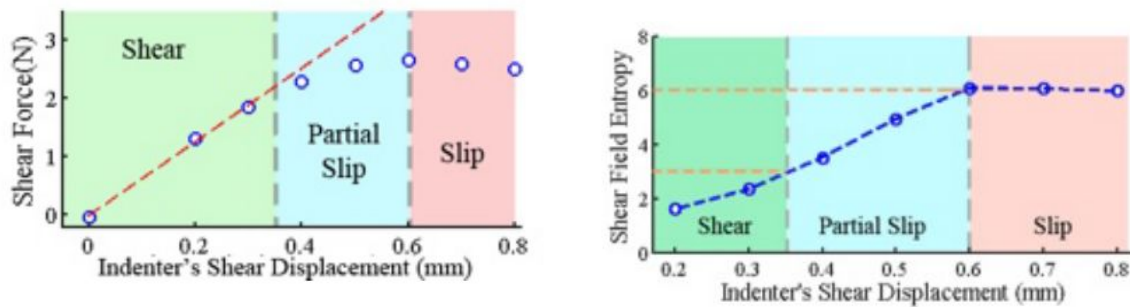 Shear Force(N)
3
2
1
0
Shear
Partial
Slip
Slip
0
0.2
0.4
0.6
0.8
Indenter's Shear Displacement (mm)
Shear Field Entropy
8
6
4
2
0
Shear
Partial Slip
Slip
0.2
0.3
0.4
0.5
0.6
0.7
0.8
Indenter's Shear Displacement (mm)